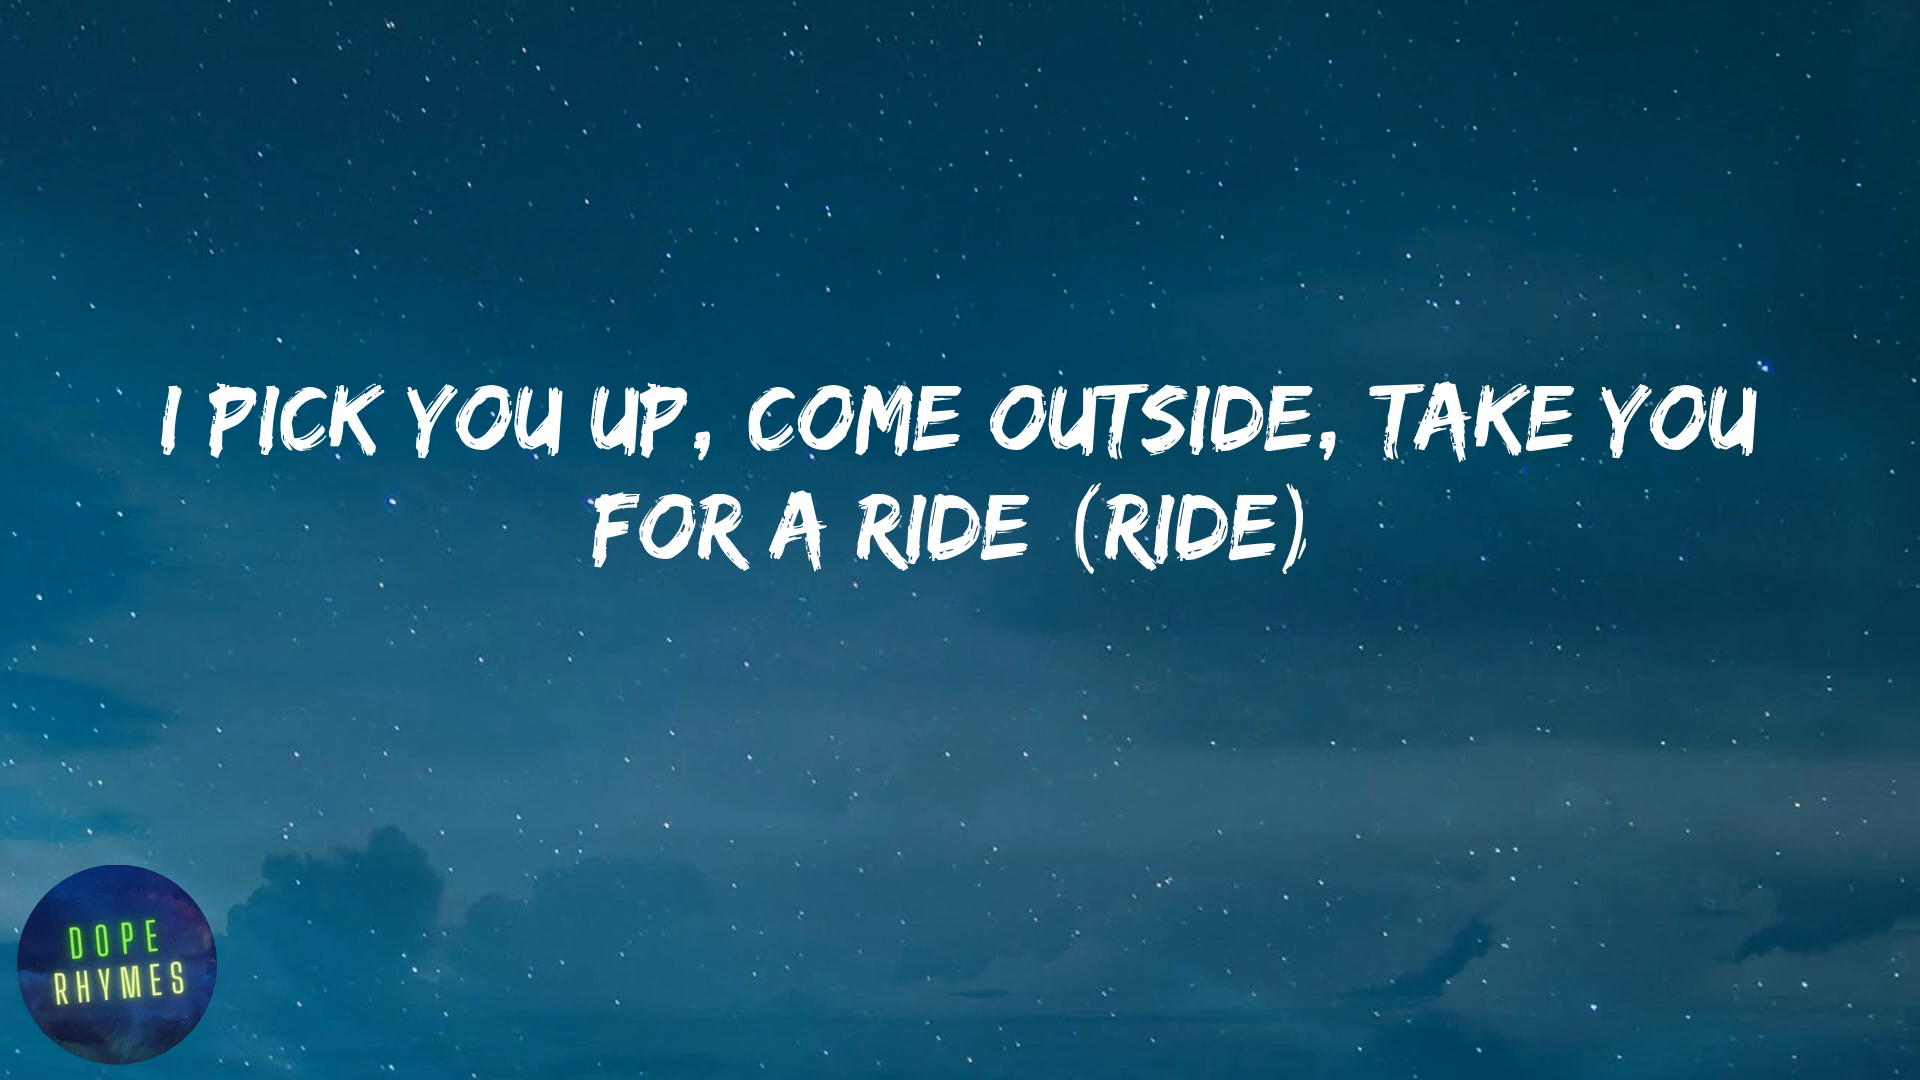 I PICK YOU UP, COME OUTSIDE, TAKE YOU
FOR A RIDE (RIDE)
DOPE
RHYMES